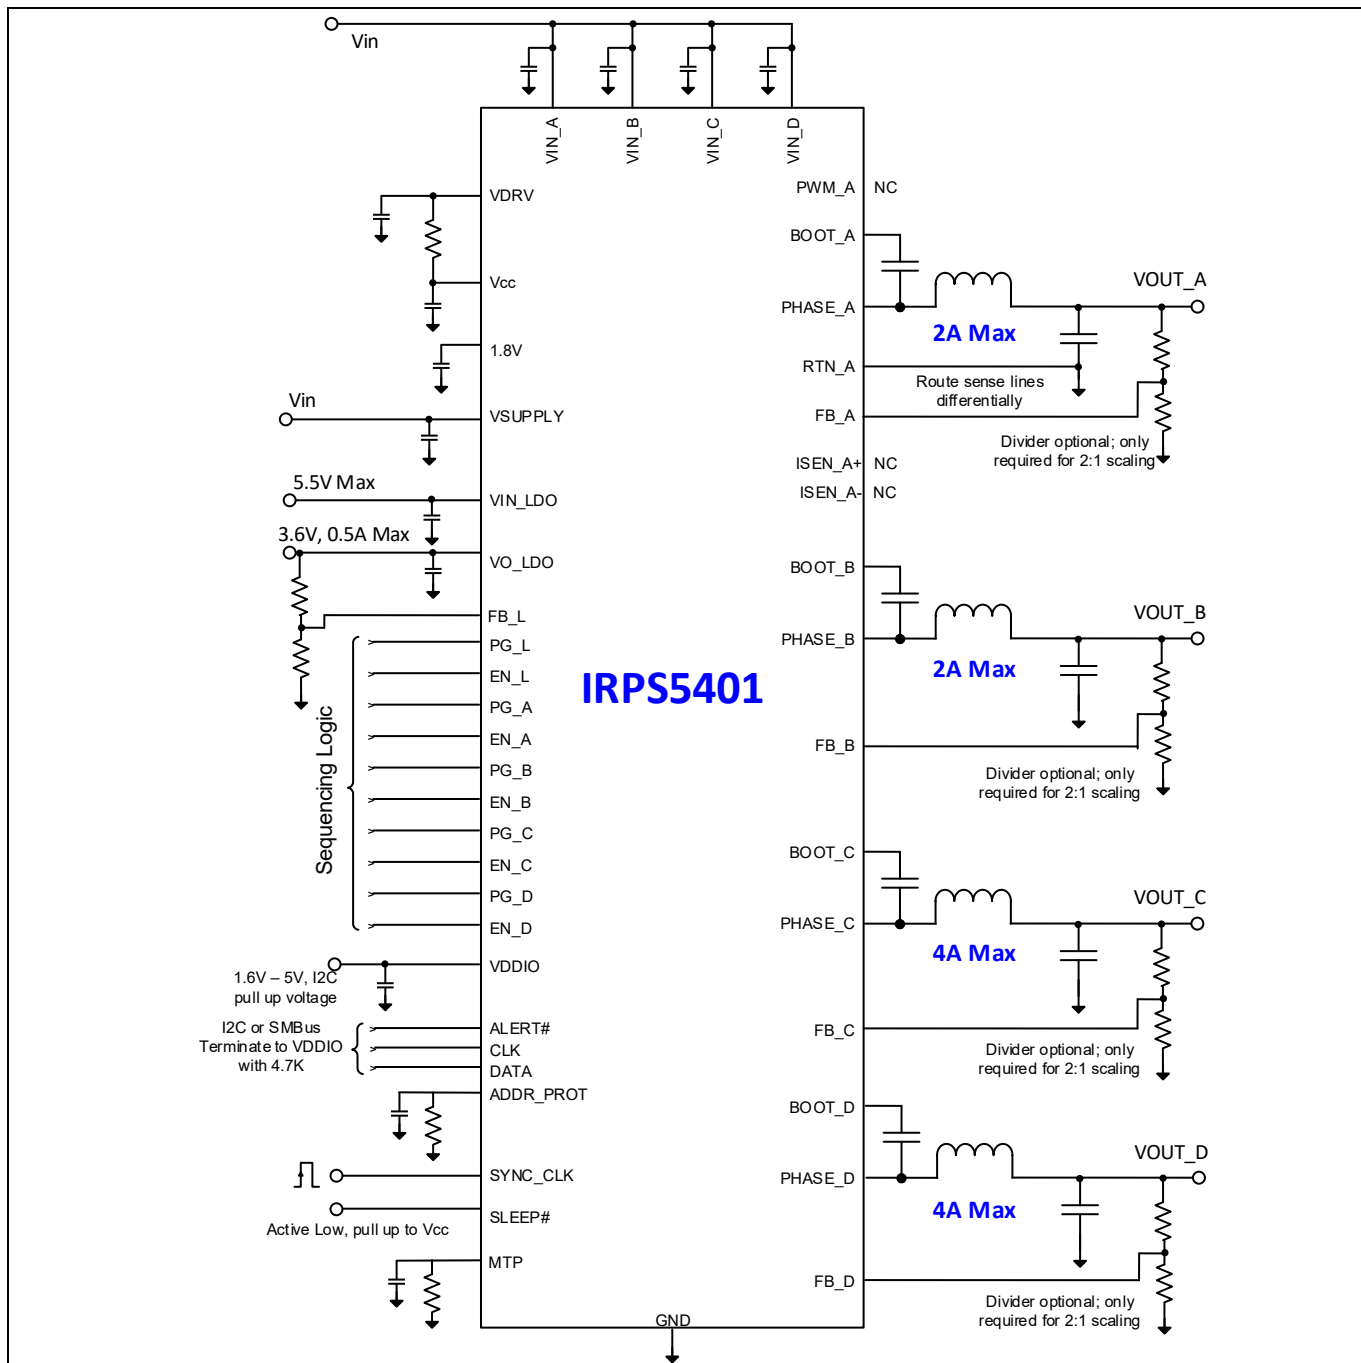 Vin
VIN_A
VIN_B
VIN_C
VIN_D
VDRV
Vcc
1.8V
Vin
VSUPPLY
5.5V Max
VIN_LDO
3.6V, 0.5A Max
VO_LDO
FB_L
Sequencing Logic
PG_L
EN_L
PG_A
EN_A
PG_B
EN_B
PG_C
EN_C
PG_D
EN_D
1.6V – 5V, I2C
pull up voltage
VDDIO
I2C or SMBus
Terminate to VDDIO
with 4.7K
ALERT#
CLK
DATA
ADDR_PROT
SYNC_CLK
SLEEP#
Active Low, pull up to Vcc
MTP
IRPS5401
GND
PWM_A NC
BOOT_A
PHASE_A
2A Max
VOUT_A
RTN_A
Route sense lines
differentially
FB_A
Divider optional; only
required for 2:1 scaling
ISEN_A+ NC
ISEN_A- NC
BOOT_B
PHASE_B
2A Max
VOUT_B
FB_B
Divider optional; only
required for 2:1 scaling
BOOT_C
PHASE_C
4A Max
VOUT_C
FB_C
Divider optional; only
required for 2:1 scaling
BOOT_D
PHASE_D
4A Max
VOUT_D
FB_D
Divider optional; only
required for 2:1 scaling